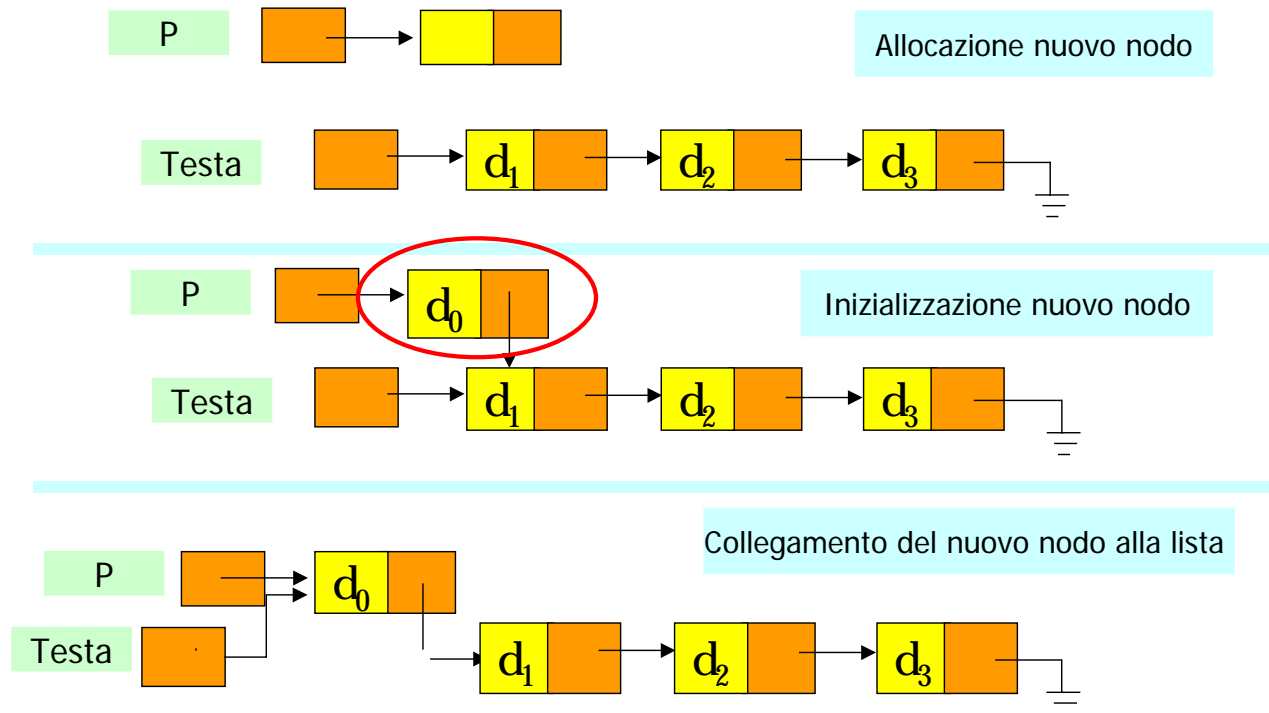 P
Allocazione nuovo nodo
Testa
d1
d2
d3
P
Inizializzazione nuovo nodo
d0
Testa
d1
d2
d3
Collegamento del nuovo nodo alla lista
P
d0
Testa
d1
d2
d3